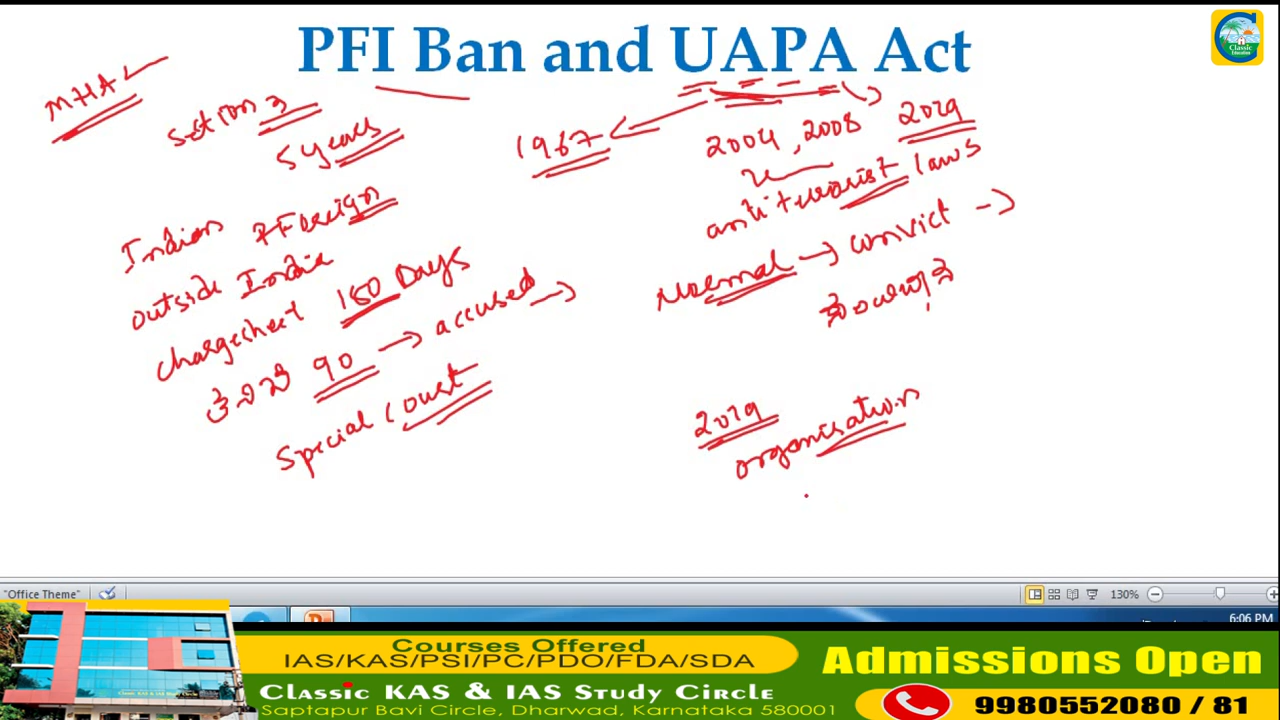 PFI Ban and UAPA Act
Classic
Education
MHA
Section 3
5 years
1967
2004, 2008 2019
anti terrorist laws
Indian & Foreign
outside India
normal → convict →
chargesheet 180 Days
90 → accused →
Special Court
2019
organisation
"Office Theme"
130%
6:06 PM
Courses Offered
IAS/KAS/PSI/PC/PDO/FDA/SDA
Classic KAS & IAS Study Circle
Saptapur Bavi Circle, Dharwad, Karnataka 580001
Admissions Open
9980552080 / 81